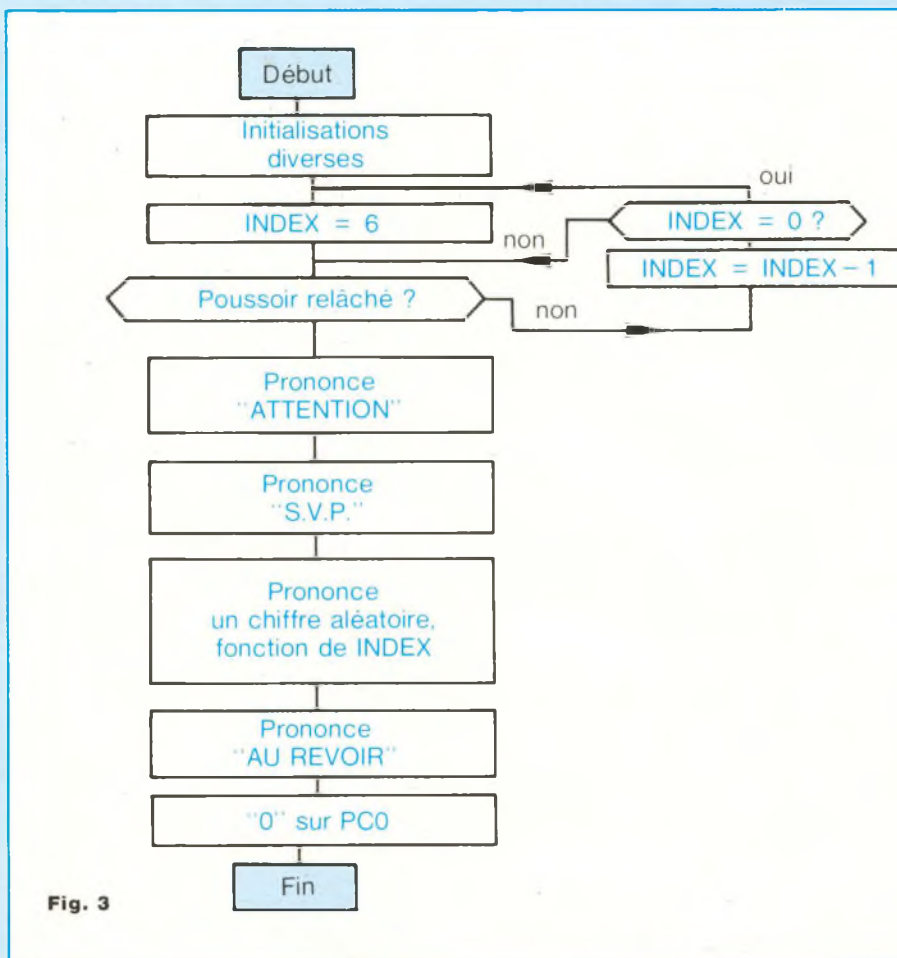 Début
Initialisations
diverses
oui
INDEX = 6
INDEX = 0 ?
non
INDEX = INDEX – 1
Poussoir relâché ?
non
Prononce
"ATTENTION"
Prononce
"S.V.P."
Prononce
un chiffre aléatoire,
fonction de INDEX
Prononce
"AU REVOIR"
"0" sur PC0
Fin
Fig. 3